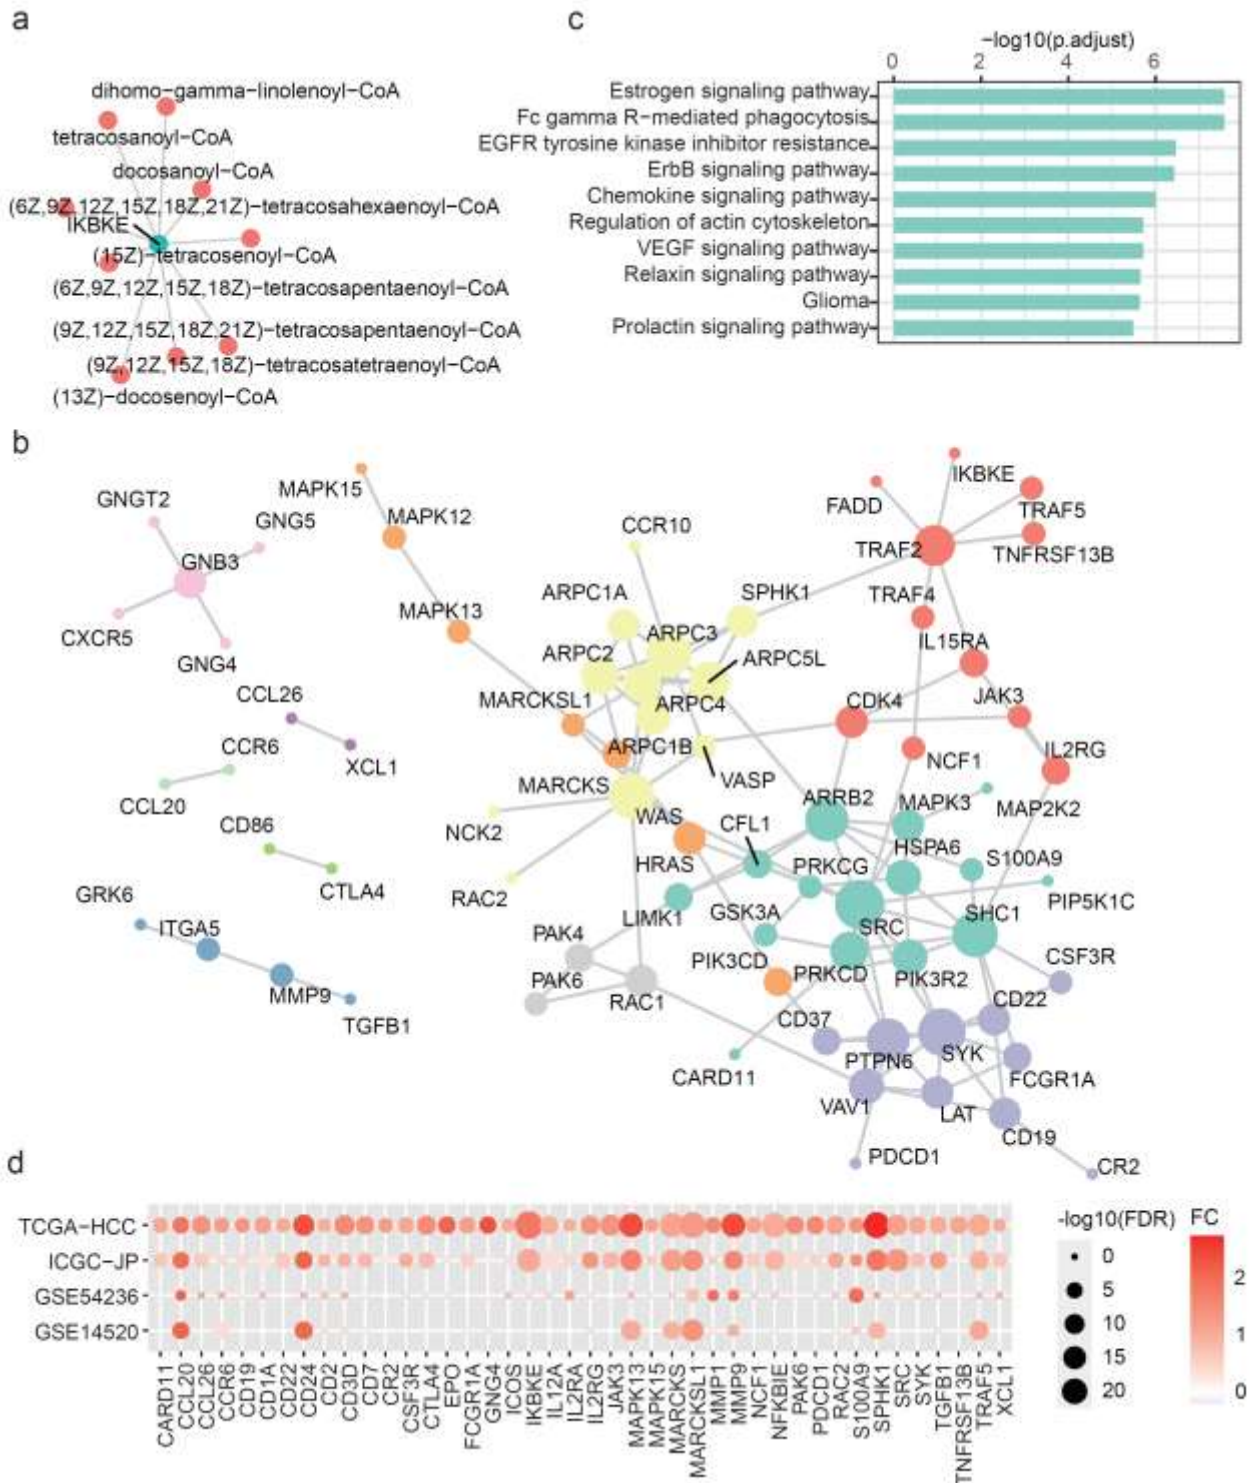 a
dihomo-gamma-linolenoyl-CoA
tetracosanoyl-CoA
docosanoyl-CoA
(6Z,9Z,12Z,15Z,18Z,21Z)-tetracosahexaenoyl-CoA
IKBKE
(15Z)-tetracosenoyl-CoA
(6Z,9Z,12Z,15Z,18Z)-tetracosapentaenoyl-CoA
(9Z,12Z,15Z,18Z,21Z)-tetracosapentaenoyl-CoA
(9Z,12Z,15Z,18Z)-tetracosatetraenoyl-CoA
(13Z)-docosenoyl-CoA
c
-log10(p.adjust)
0 2 4 6
Estrogen signaling pathway
Fc gamma R-mediated phagocytosis
EGFR tyrosine kinase inhibitor resistance
ErbB signaling pathway
Chemokine signaling pathway
Regulation of actin cytoskeleton
VEGF signaling pathway
Relaxin signaling pathway
Glioma
Prolactin signaling pathway
b
GNGT2
GNG5
GNB3
CXCR5
GNG4
CCL26
XCL1
CCR6
CCL20
CD86
CTLA4
GRK6
ITGA5
MMP9
TGFB1
MAPK15
MAPK12
MAPK13
CCR10
ARPC1A
SPHK1
ARPC3
ARPC2
ARPC5L
MARCKSL1
ARPC4
ARPC1B
VASP
MARCKS
WAS
NCK2
RAC2
HRAS
CFL1
LIMK1
PAK4
PAK6
RAC1
PIK3CD
IKBKE
FADD
TRAF5
TRAF2
TNFRSF13B
TRAF4
IL15RA
CDK4
JAK3
NCF1
IL2RG
ARRB2
MAPK3
MAP2K2
HSPA6
PRKCG
S100A9
PIP5K1C
GSK3A
SRC
SHC1
PRKCD
PIK3R2
CSF3R
CD22
CD37
PTPN6
SYK
FCGR1A
CARD11
VAV1
LAT
CD19
PDCD1
CR2
d
TCGA-HCC
ICGC-JP
GSE54236
GSE14520
CARD11
CCL20
CCL26
CCR6
CD19
CD1A
CD22
CD24
CD2
CD3D
CD7
CR2
CSF3R
CTLA4
EPO
FCGR1A
GNG4
ICOS
IKBKE
IL12A
IL2RA
IL2RG
JAK3
MAPK13
MAPK15
MARCKS
MARCKSL1
MMP1
MMP9
NCF1
NFKBIE
PAK6
PDCD1
RAC2
S100A9
SPHK1
SRC
SYK
TGFB1
TNFRSF13B
TRAF5
XCL1
-log10(FDR)
0
5
10
15
20
FC
2
1
0